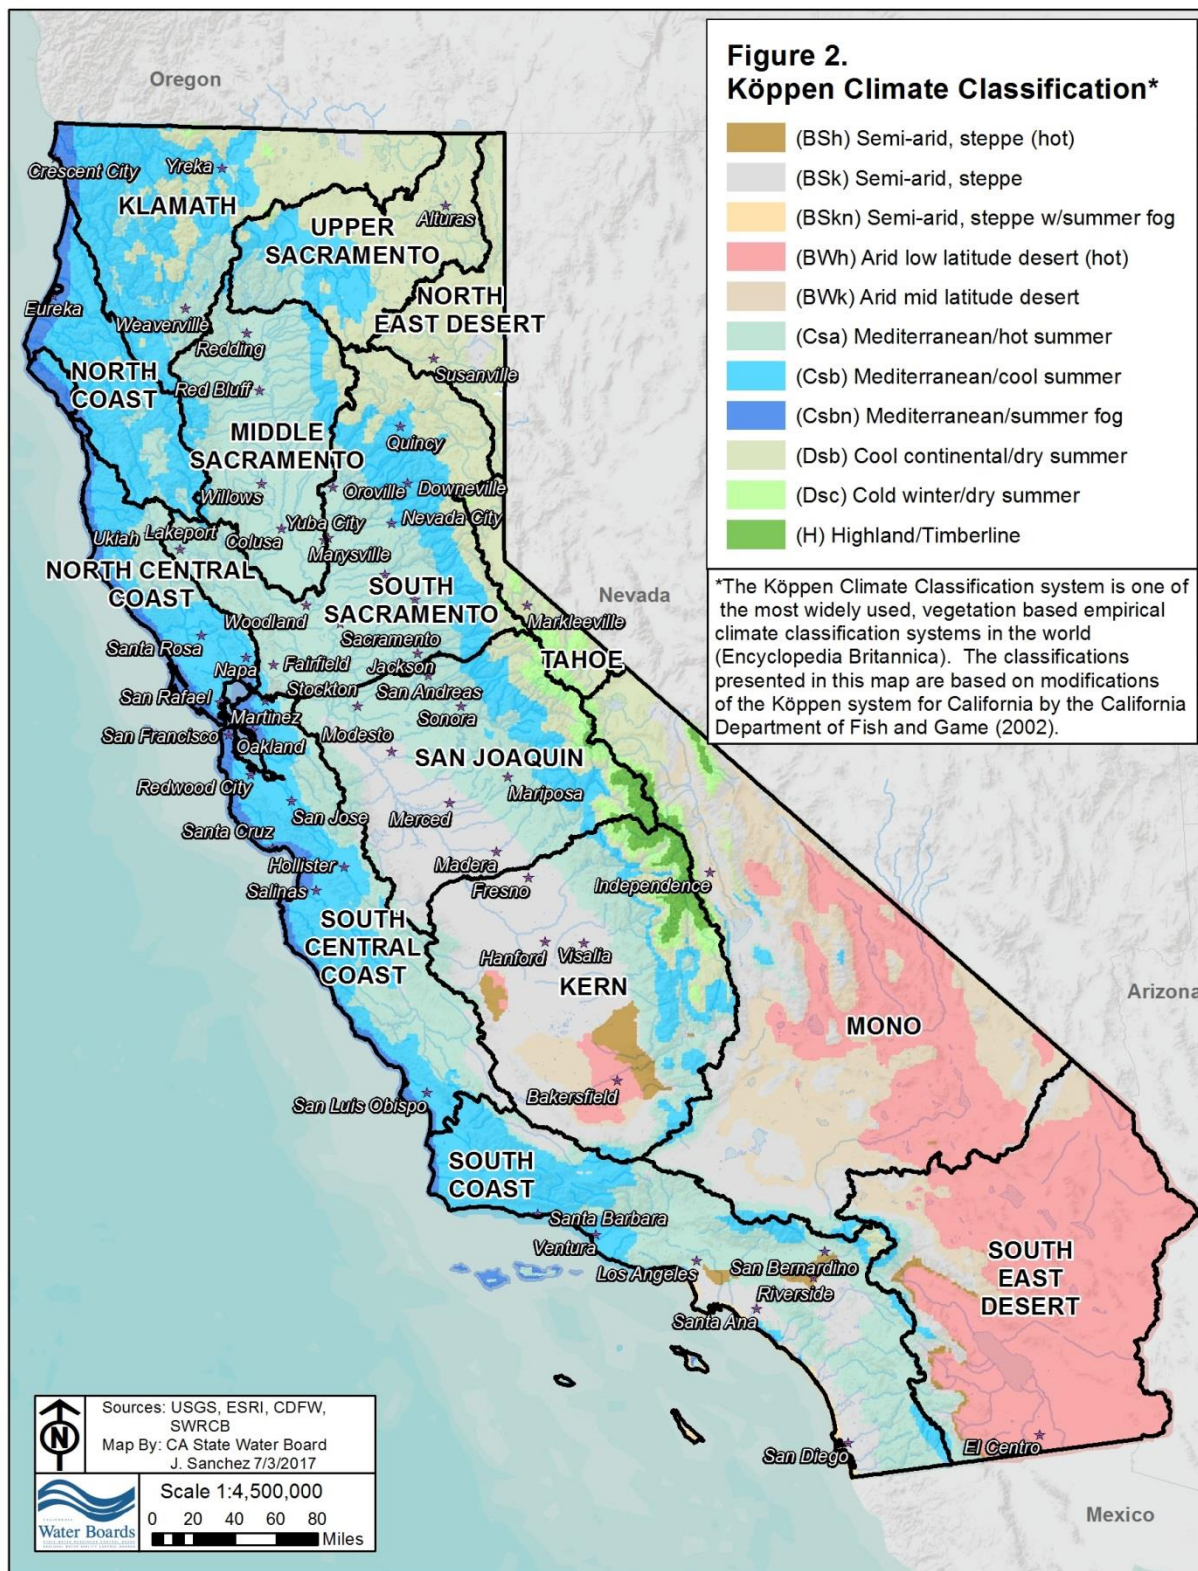 Figure 2.
Köppen Climate Classification*
(BSh) Semi-arid, steppe (hot)
(BSk) Semi-arid, steppe
(BSkn) Semi-arid, steppe w/summer fog
(BWh) Arid low latitude desert (hot)
(BWk) Arid mid latitude desert
(Csa) Mediterranean/hot summer
(Csb) Mediterranean/cool summer
(Csbn) Mediterranean/summer fog
(Dsb) Cool continental/dry summer
(Dsc) Cold winter/dry summer
(H) Highland/Timberline
*The Köppen Climate Classification system is one of
the most widely used, vegetation based empirical
climate classification systems in the world
(Encyclopedia Britannica). The classifications
presented in this map are based on modifications
of the Köppen system for California by the California
Department of Fish and Game (2002).
Oregon
Crescent City
Yreka
KLAMATH
Alturas
UPPER
SACRAMENTO
NORTH
EAST DESERT
Eureka
Weaverville
Redding
Susanville
NORTH
COAST
Red Bluff
MIDDLE
SACRAMENTO
Quincy
Willows
Oroville
Downeville
Yuba City
Nevada City
Ukiah
Lakeport
Colusa
Marysville
NORTH CENTRAL
COAST
SOUTH
SACRAMENTO
Nevada
Woodland
Markleeville
Santa Rosa
Sacramento
TAHOE
Napa
Fairfield
Jackson
San Rafael
Stockton
San Andreas
Martinez
Sonora
San Francisco
Oakland
Modesto
SAN JOAQUIN
Redwood City
Mariposa
San Jose
Merced
Santa Cruz
Hollister
Madera
Salinas
Fresno
Independence
SOUTH
CENTRAL
COAST
Hanford
Visalia
KERN
Arizona
MONO
San Luis Obispo
Bakersfield
SOUTH
COAST
Santa Barbara
Ventura
Los Angeles
San Bernardino
Riverside
SOUTH
EAST
DESERT
Santa Ana
San Diego
El Centro
Mexico
N
Sources: USGS, ESRI, CDFW,
SWRCB
Map By: CA State Water Board
J. Sanchez 7/3/2017
Water Boards
Scale 1:4,500,000
0 20 40 60 80
Miles